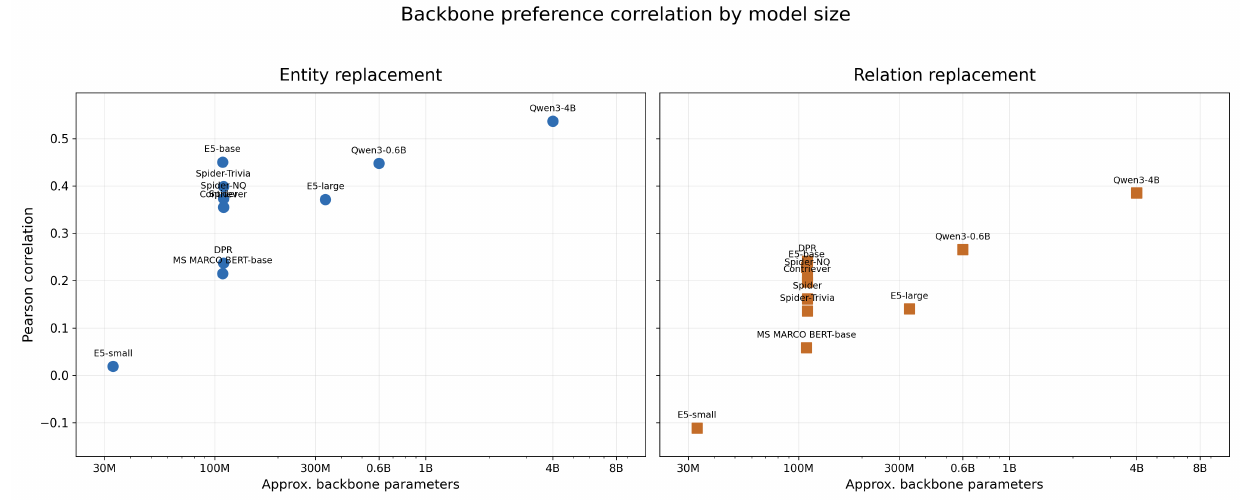 Backbone preference correlation by model size
Entity replacement
Relation replacement
Pearson correlation
0.5
0.4
0.3
0.2
0.1
0.0
−0.1
Qwen3-4B
E5-base
Qwen3-0.6B
Spider-Trivia
Spider-NQ
E5-large
Contriever
Spider
DPR
MS MARCO BERT-base
E5-small
30M
100M
300M
0.6B
1B
4B
8B
Approx. backbone parameters
Qwen3-4B
Qwen3-0.6B
DPR
E5-base
Spider-NQ
Contriever
Spider
Spider-Trivia
E5-large
MS MARCO BERT-base
E5-small
30M
100M
300M
0.6B
1B
4B
8B
Approx. backbone parameters